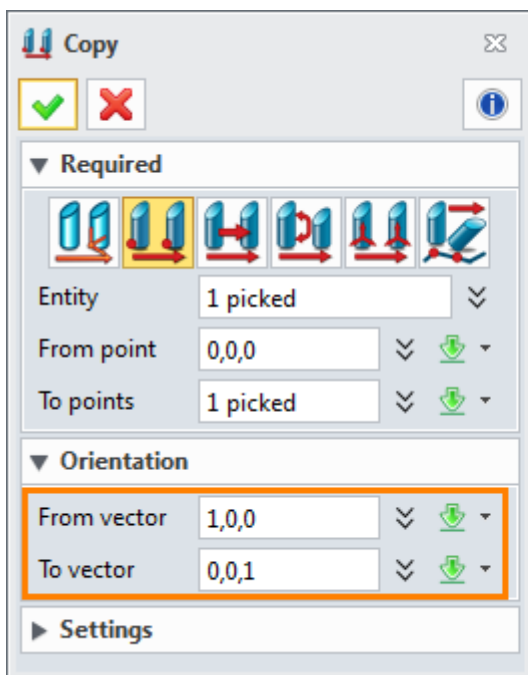 Copy
Required
Entity 1 picked
From point 0,0,0
To points 1 picked
Orientation
From vector 1,0,0
To vector 0,0,1
Settings